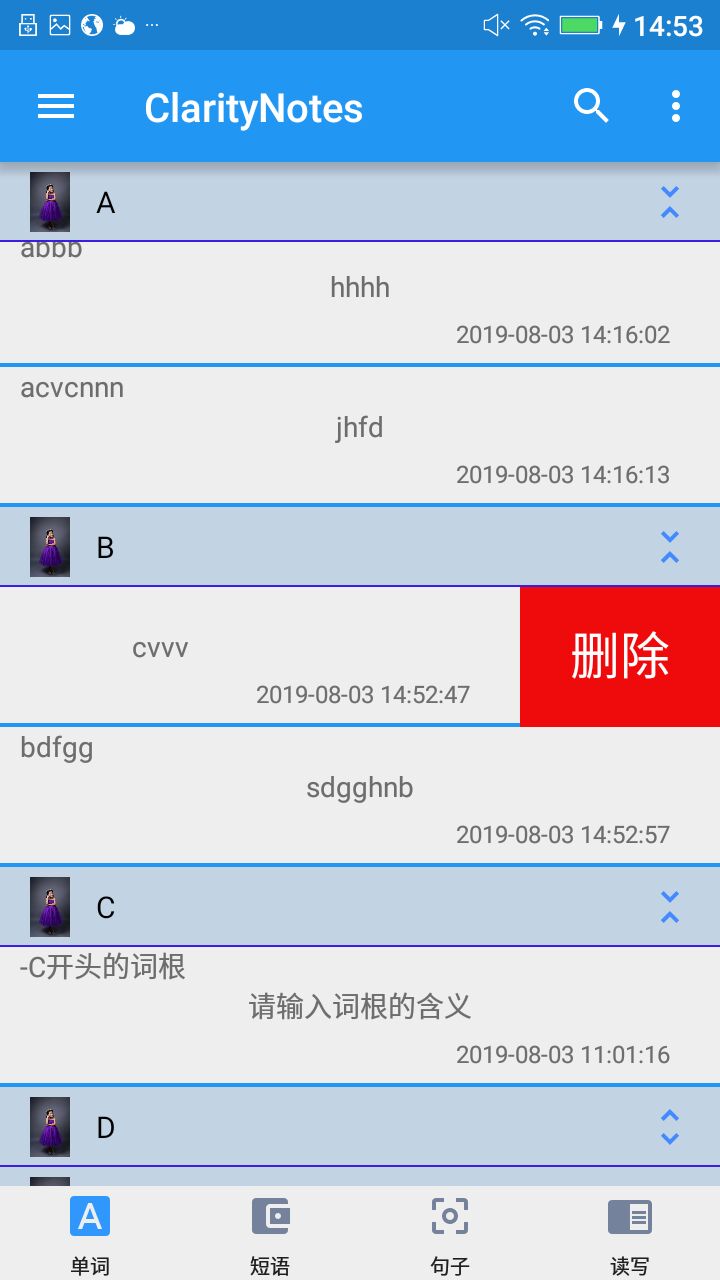 14:53
ClarityNotes
A
abbb
hhhh
2019-08-03 14:16:02
acvcnnn
jhfd
2019-08-03 14:16:13
B
cvvv
删除
2019-08-03 14:52:47
bdfgg
sdgghnb
2019-08-03 14:52:57
C
-C开头的词根
请输入词根的含义
2019-08-03 11:01:16
D
A
单词
短语
句子
读写